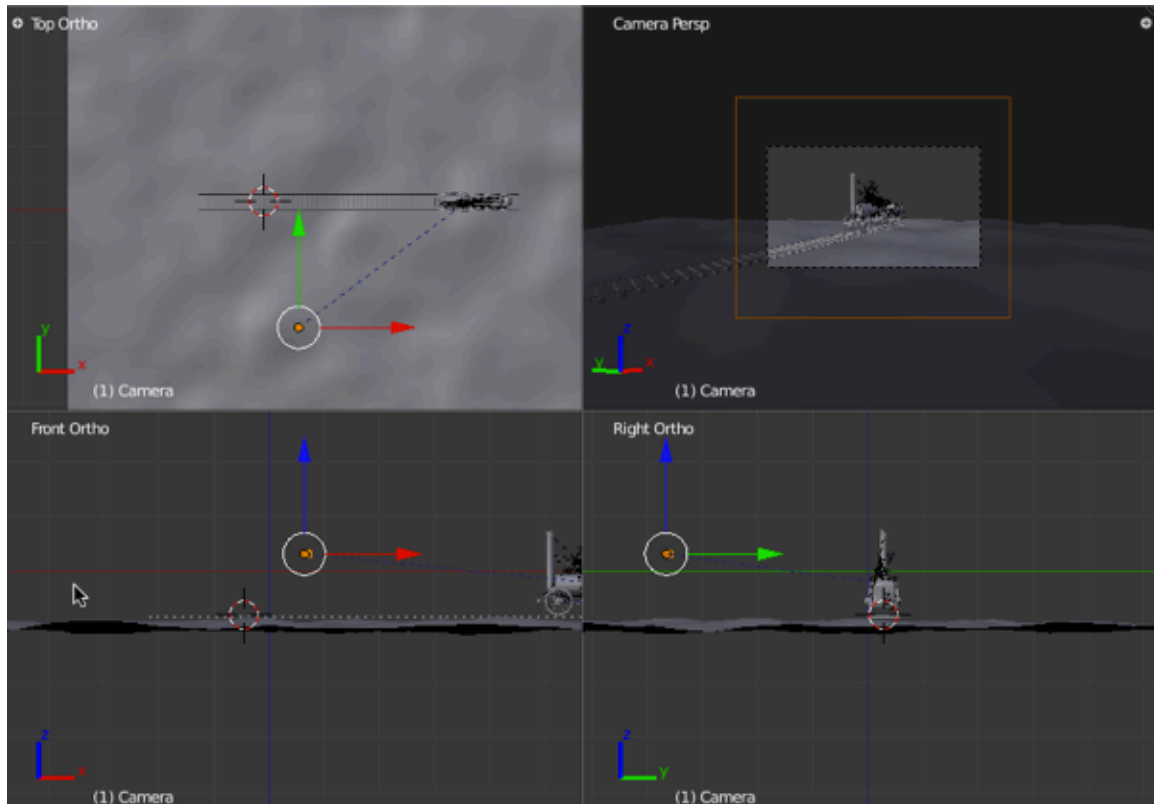 Top Ortho
y
x
(1) Camera
Camera Persp
z
y
x
(1) Camera
Front Ortho
z
x
(1) Camera
Right Ortho
z
y
(1) Camera